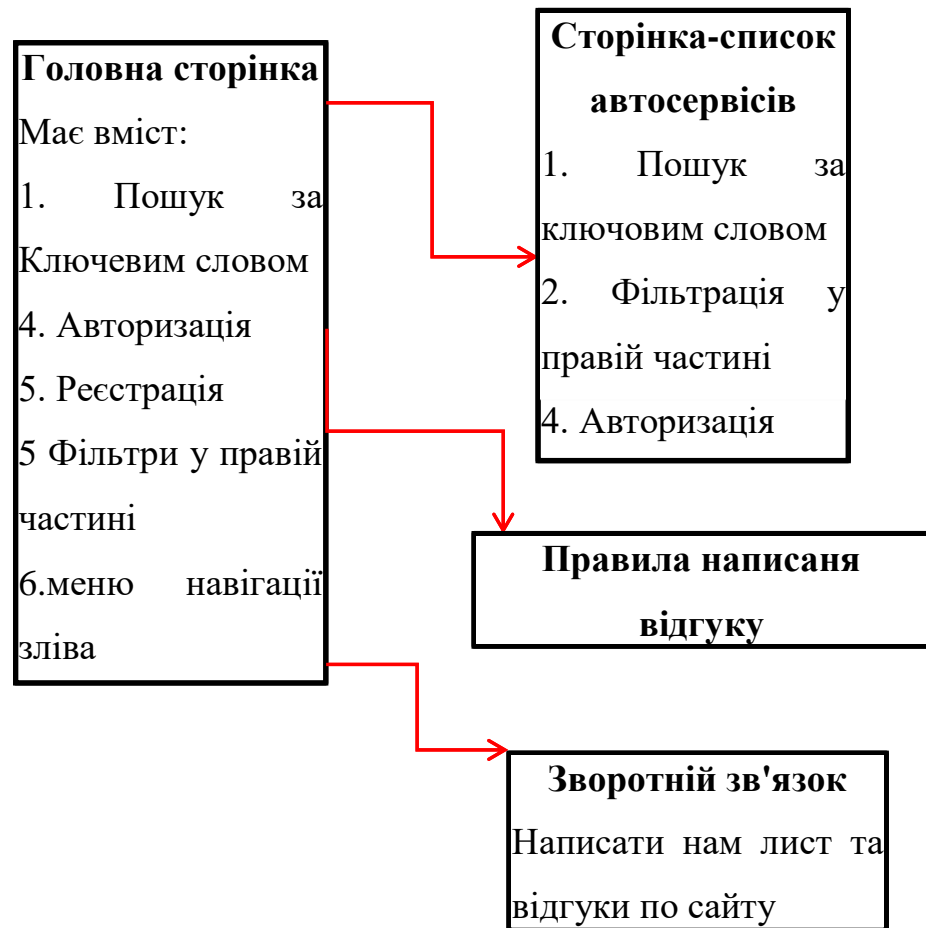 Головна сторінка
Має вміст:
1. Пошук за
Ключевим словом
4. Авторизація
5. Реєстрація
5 Фільтри у правій
частині
6.меню навігації
зліва
Сторінка-список
автосервісів
1. Пошук за
ключовим словом
2. Фільтрація у
правій частині
4. Авторизація
Правила написаня
відгуку
Зворотній зв'язок
Написати нам лист та
відгуки по сайту